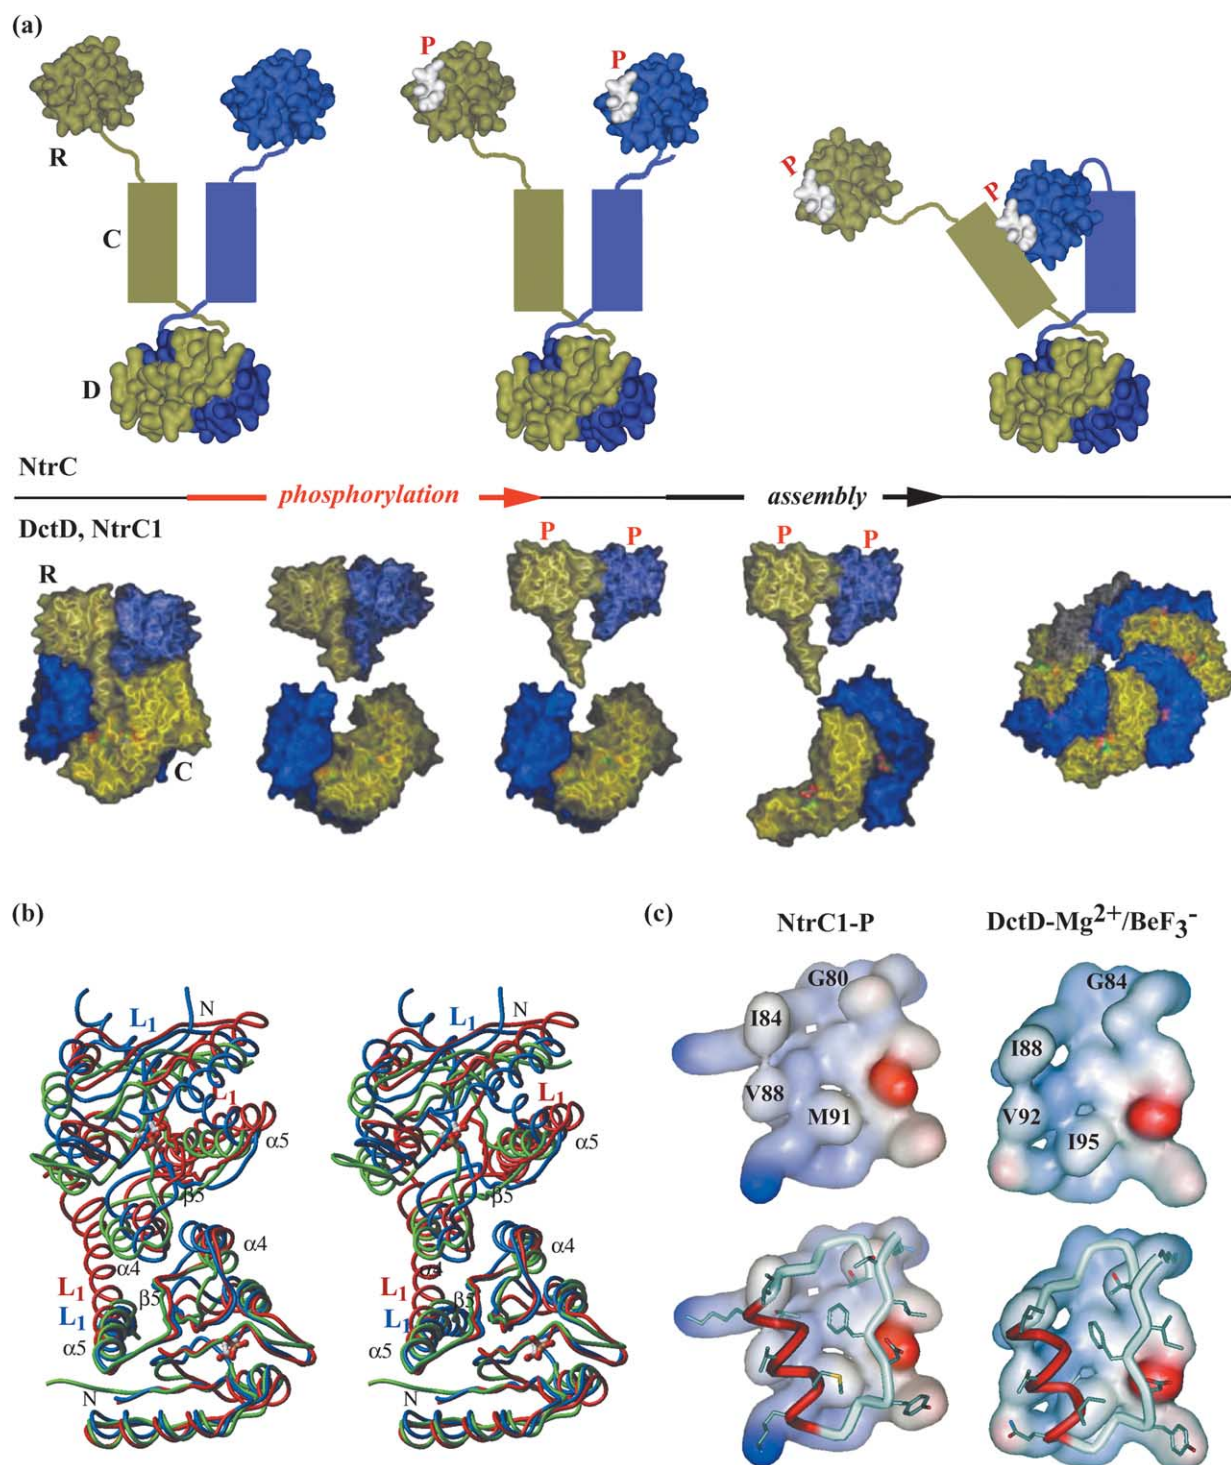 (a)
P
P
R
P
P
C
D
NtrC
phosphorylation
assembly
DctD, NtrC1
P
P
P
P
R
C
(b)
(c)
NtrC1-P
DctD-Mg2+/BeF3-
L1
N
L1
N
G80
G84
I84
I88
L1
L1
α5
α5
V88
M91
V92
I95
β5
β5
α4
α4
α4
α4
L1
β5
L1
β5
L1
L1
α5
α5
N
N